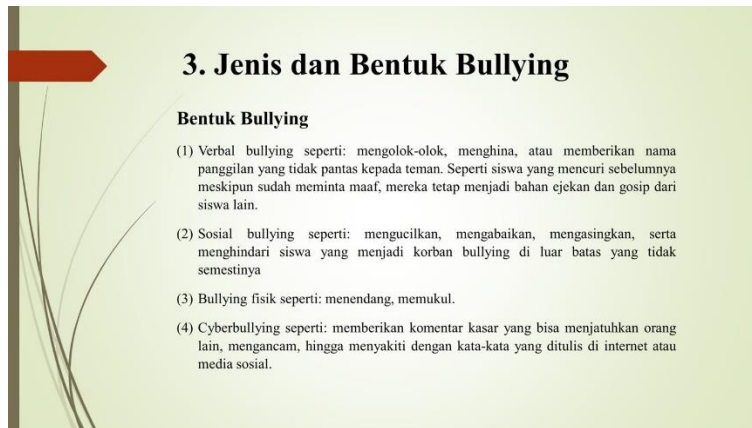 3. Jenis dan Bentuk Bullying
Bentuk Bullying
(1) Verbal bullying seperti: mengolok-olok, menghina, atau memberikan nama
panggilan yang tidak pantas kepada teman. Seperti siswa yang mencuri sebelumnya
meskipun sudah meminta maaf, mereka tetap menjadi bahan ejekan dan gosip dari
siswa lain.
(2) Sosial bullying seperti: mengucilkan, mengabaikan, mengasingkan, serta
menghindari siswa yang menjadi korban bullying di luar batas yang tidak
semestinya
(3) Bullying fisik seperti: menendang, memukul.
(4) Cyberbullying seperti: memberikan komentar kasar yang bisa menjatuhkan orang
lain, mengancam, hingga menyakiti dengan kata-kata yang ditulis di internet atau
media sosial.